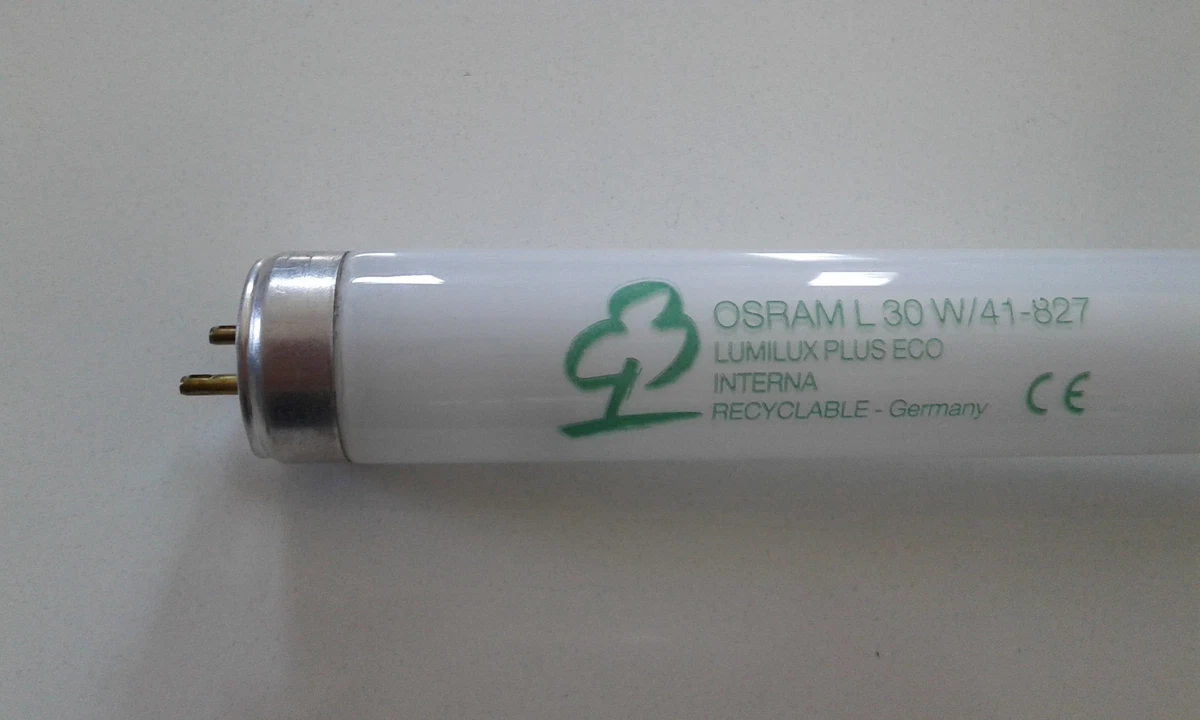 OSRAM L 30 W/41-827
LUMILUX PLUS ECO
INTERNA
RECYCLABLE - Germany CE